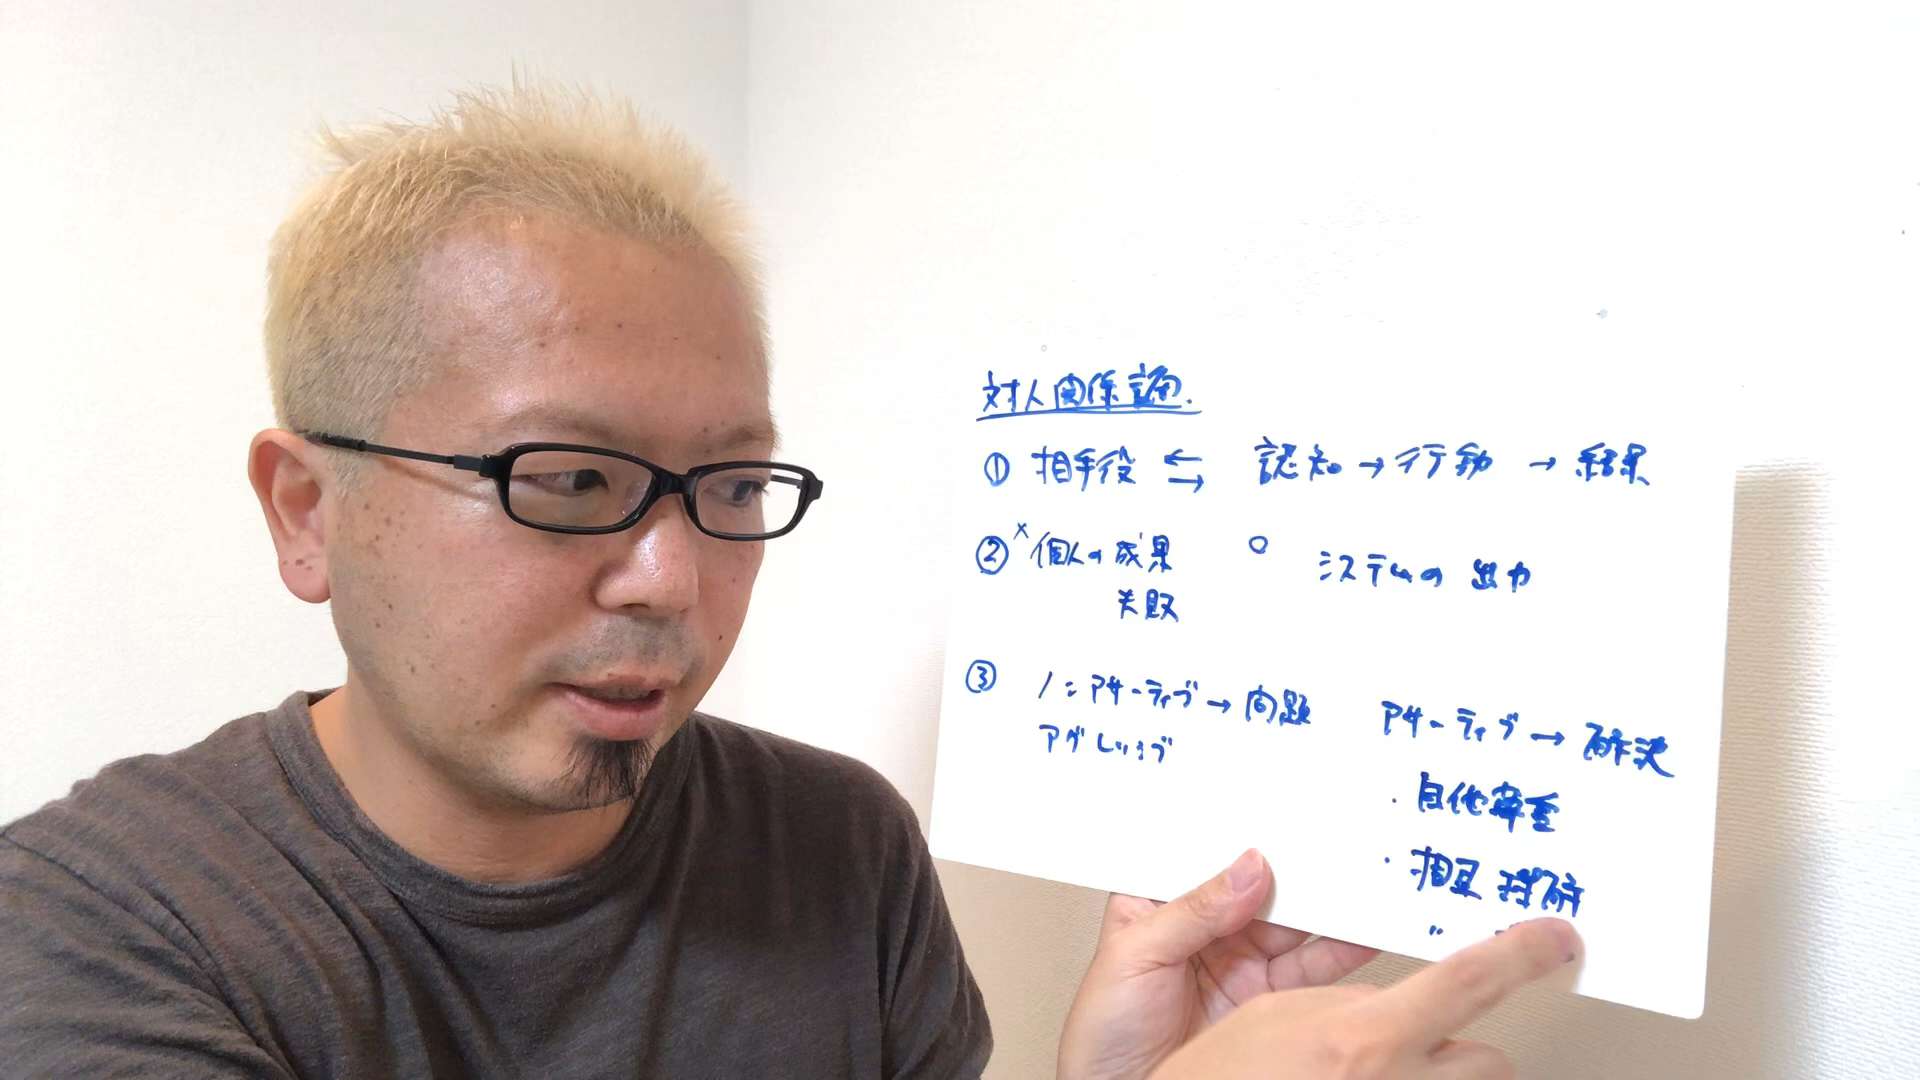 対人関係論.
① 相手役 ⇆ 認知→行動→結果
② ×個人の成果 ○ システムの出力
失敗
③ ノンアサーティブ→問題 アサーティブ→解決
アグレッシブ
・自他尊重
・相互理解
〃